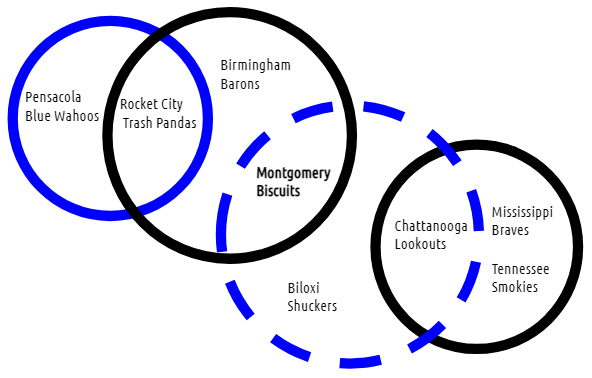 Birmingham
Barons
Pensacola
Blue Wahoos
Rocket City
Trash Pandas
Montgomery
Biscuits
Chattanooga
Lookouts
Mississippi
Braves
Tennessee
Smokies
Biloxi
Shuckers